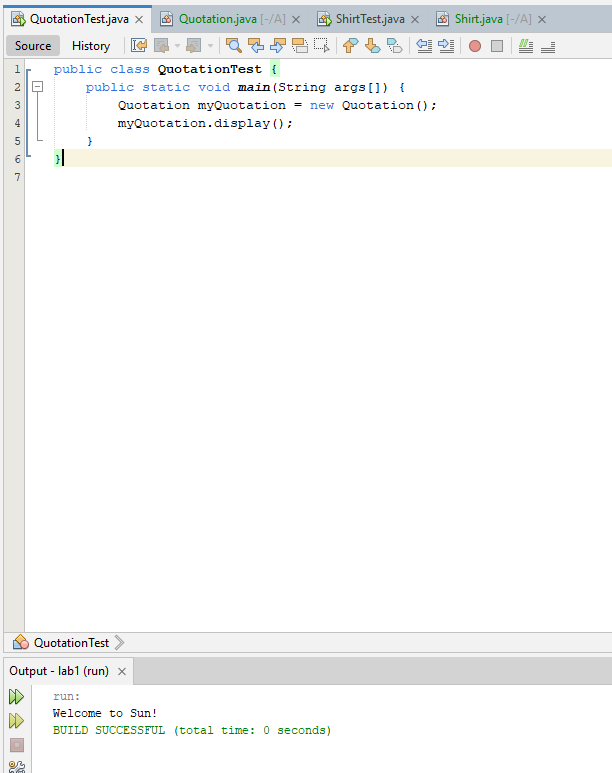 QuotationTest.java Quotation.java [-/A] ShirtTest.java Shirt.java [-/A]
Source History
1 public class QuotationTest {
2 public static void main(String args[]) {
3 Quotation myQuotation = new Quotation();
4 myQuotation.display();
5 }
6 }
7
QuotationTest
Output - lab1 (run)
run:
Welcome to Sun!
BUILD SUCCESSFUL (total time: 0 seconds)